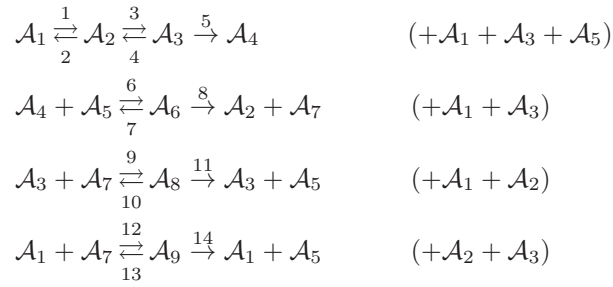 𝒜₁ ⇌ 𝒜₂ ⇌ 𝒜₃ → 𝒜₄ (+𝒜₁ + 𝒜₃ + 𝒜₅)
1 2 3 4 5
𝒜₄ + 𝒜₅ ⇌ 𝒜₆ → 𝒜₂ + 𝒜₇ (+𝒜₁ + 𝒜₃)
6 7 8
𝒜₃ + 𝒜₇ ⇌ 𝒜₈ → 𝒜₃ + 𝒜₅ (+𝒜₁ + 𝒜₂)
9 10 11
𝒜₁ + 𝒜₇ ⇌ 𝒜₉ → 𝒜₁ + 𝒜₅ (+𝒜₂ + 𝒜₃)
12 13 14